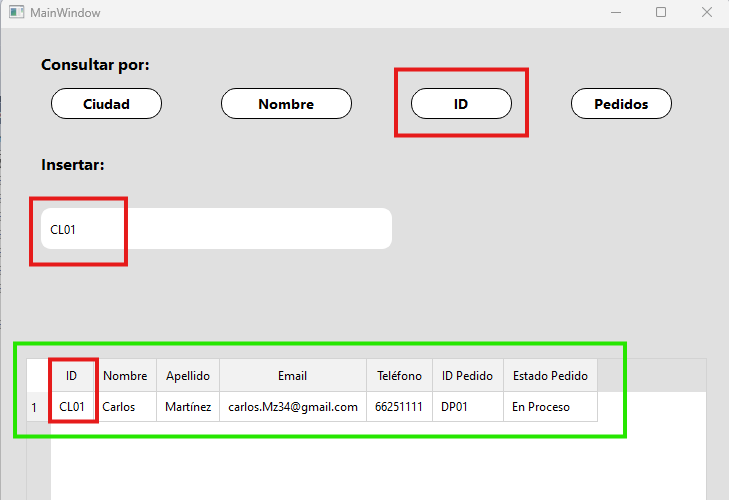 MainWindow
Consultar por:
Ciudad Nombre ID Pedidos
Insertar:
CL01
ID Nombre Apellido Email Teléfono ID Pedido Estado Pedido
1 CL01 Carlos Martínez carlos.Mz34@gmail.com 66251111 DP01 En Proceso